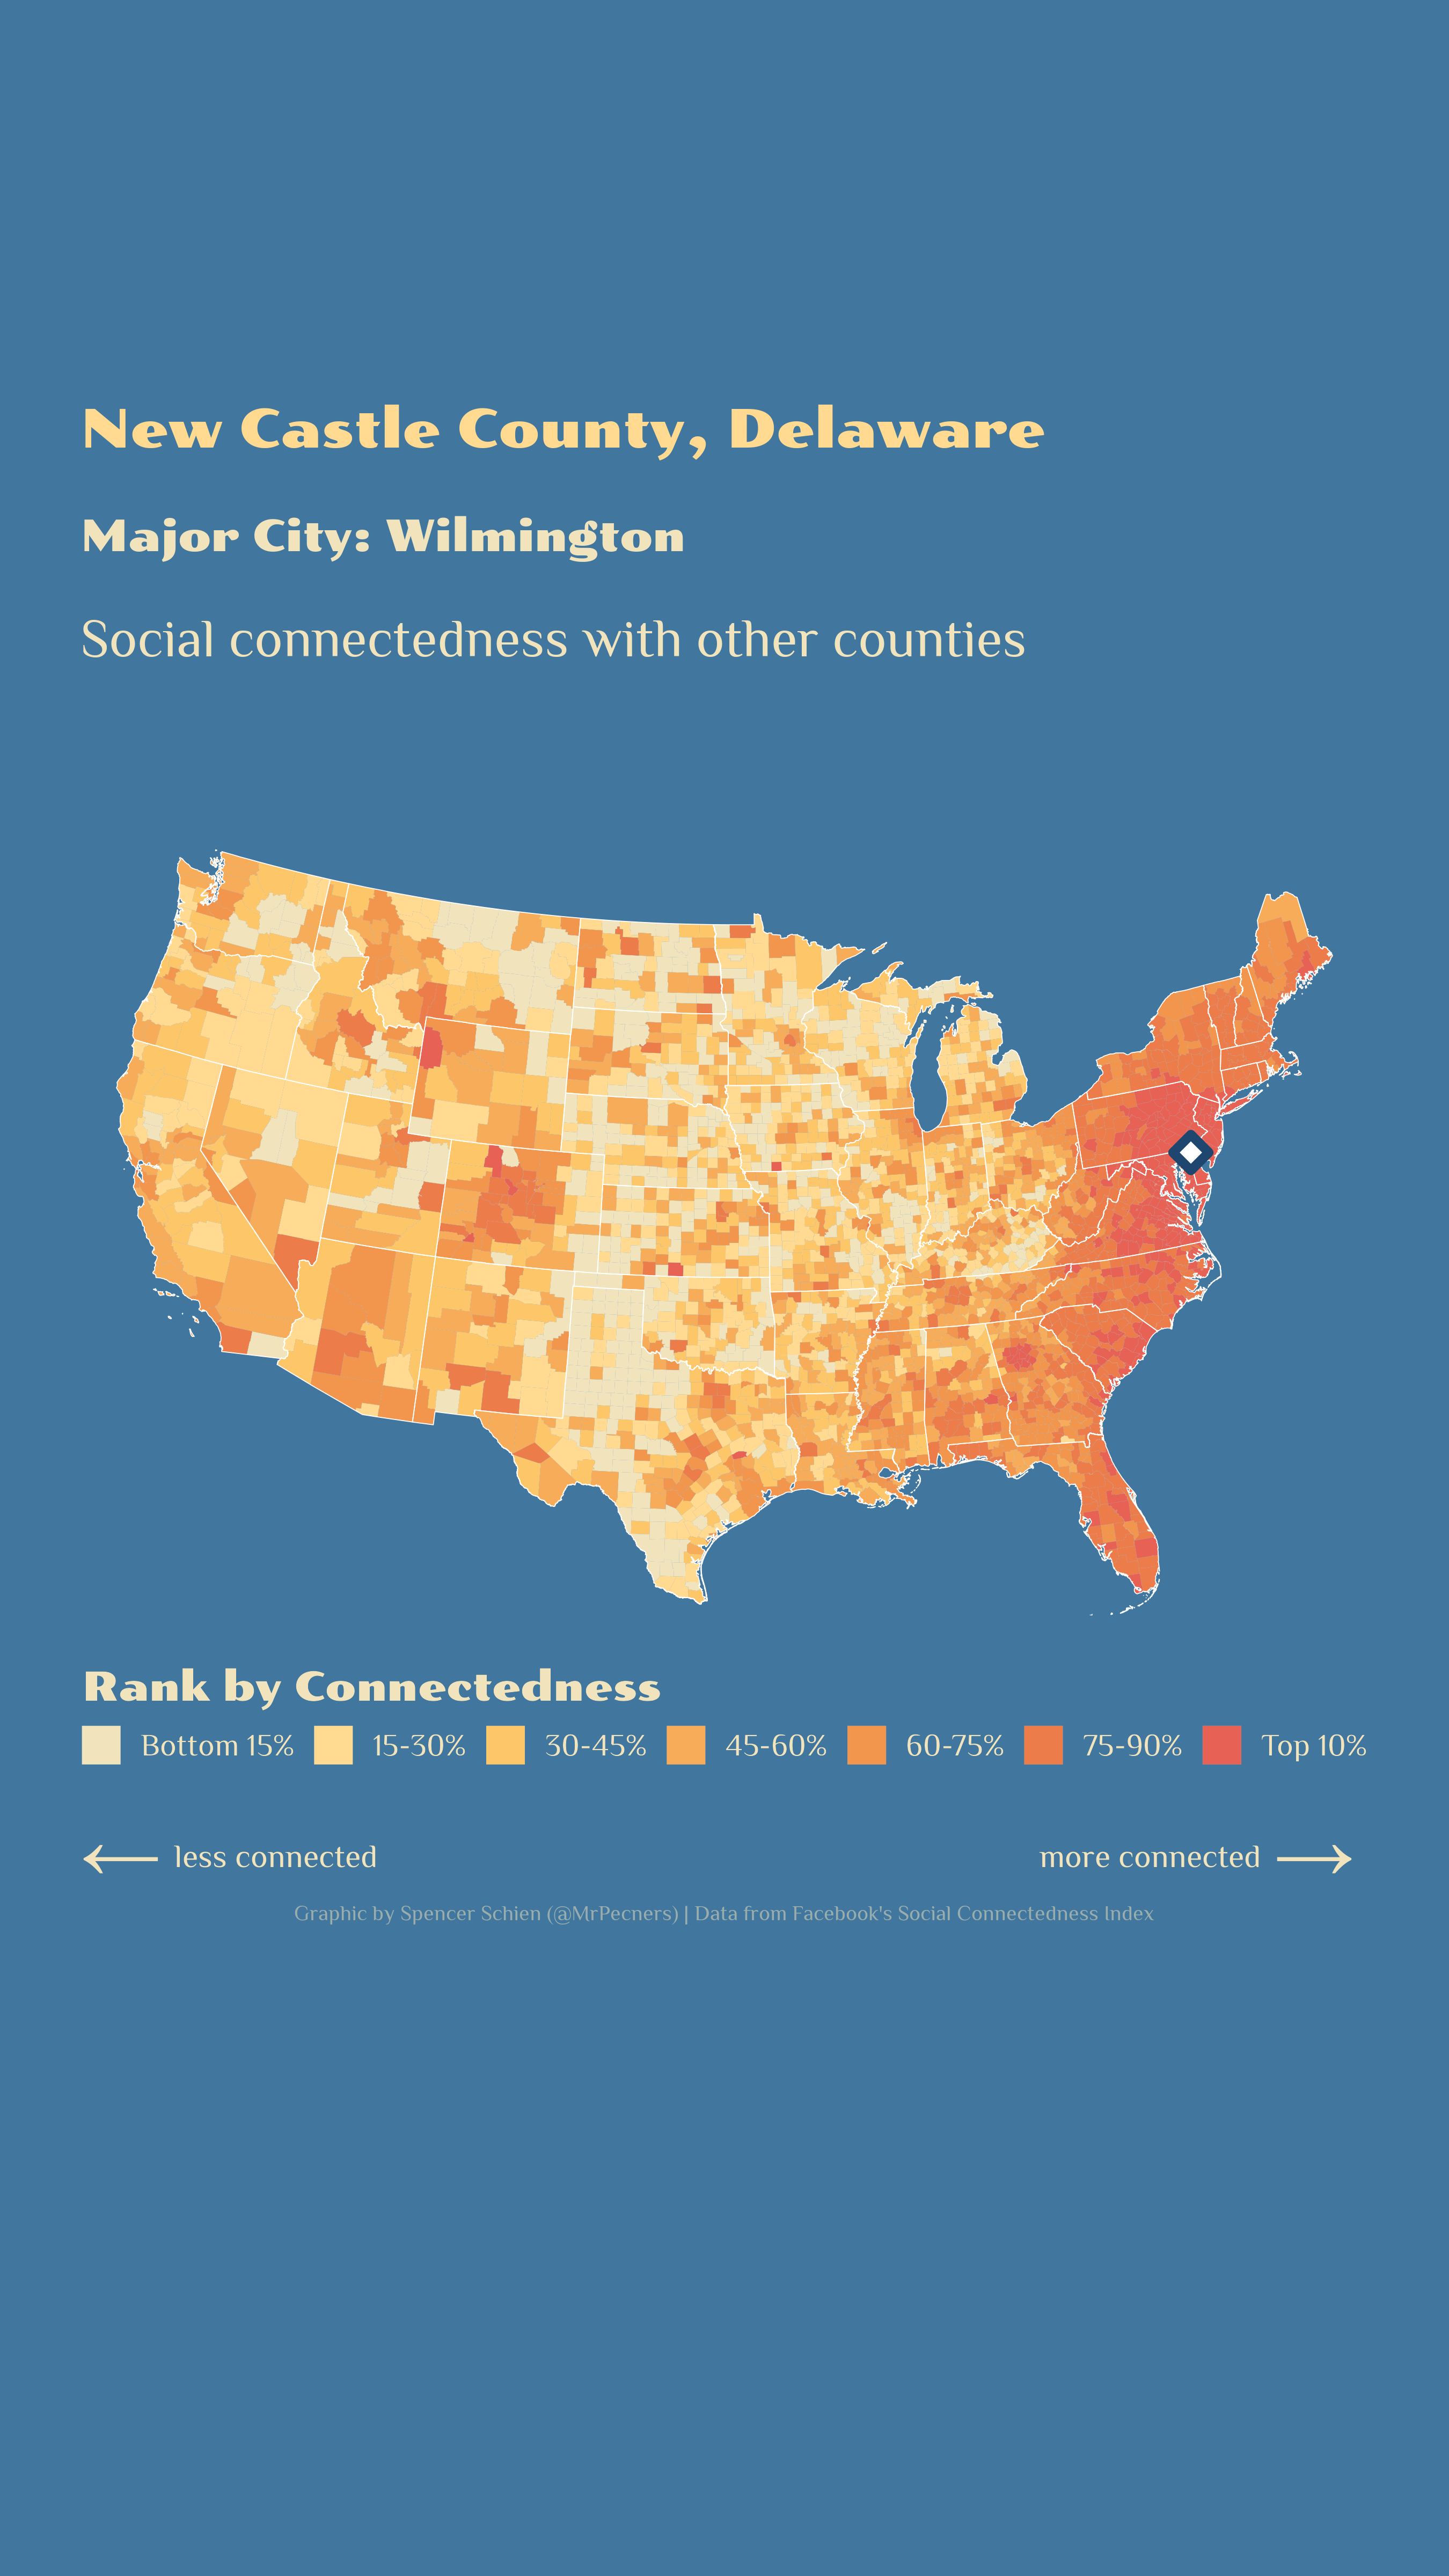 New Castle County, Delaware
Major City: Wilmington
Social connectedness with other counties
Rank by Connectedness
Bottom 15% 15-30% 30-45% 45-60% 60-75% 75-90% Top 10%
← less connected more connected →
Graphic by Spencer Schien (@MrPecners) | Data from Facebook's Social Connectedness Index